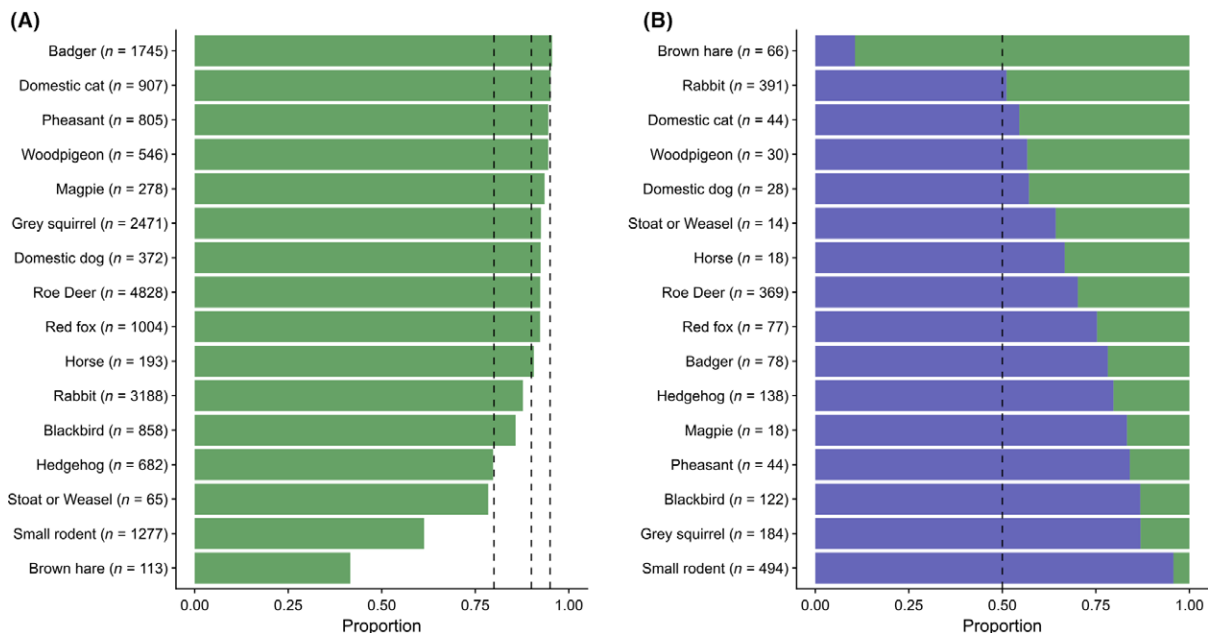 (A)
Badger (n = 1745)
Domestic cat (n = 907)
Pheasant (n = 805)
Woodpigeon (n = 546)
Magpie (n = 278)
Grey squirrel (n = 2471)
Domestic dog (n = 372)
Roe Deer (n = 4828)
Red fox (n = 1004)
Horse (n = 193)
Rabbit (n = 3188)
Blackbird (n = 858)
Hedgehog (n = 682)
Stoat or Weasel (n = 65)
Small rodent (n = 1277)
Brown hare (n = 113)
0.00 0.25 0.50 0.75 1.00
Proportion
(B)
Brown hare (n = 66)
Rabbit (n = 391)
Domestic cat (n = 44)
Woodpigeon (n = 30)
Domestic dog (n = 28)
Stoat or Weasel (n = 14)
Horse (n = 18)
Roe Deer (n = 369)
Red fox (n = 77)
Badger (n = 78)
Hedgehog (n = 138)
Magpie (n = 18)
Pheasant (n = 44)
Blackbird (n = 122)
Grey squirrel (n = 184)
Small rodent (n = 494)
0.00 0.25 0.50 0.75 1.00
Proportion